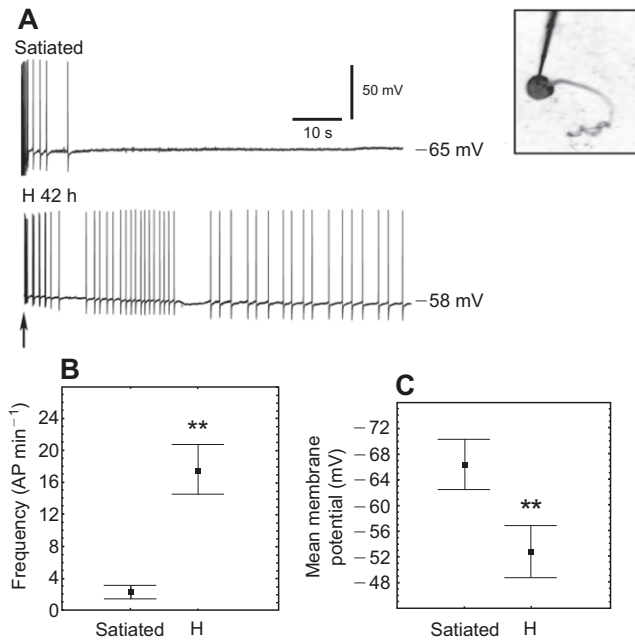 A
Satiated
50 mV
10 s
−65 mV
H 42 h
−58 mV
B
Frequency (AP min−1)
24
20
16
12
8
4
0
**
Satiated
H
C
Mean membrane
potential (mV)
−72
−68
−64
−60
−56
−52
−48
**
Satiated
H